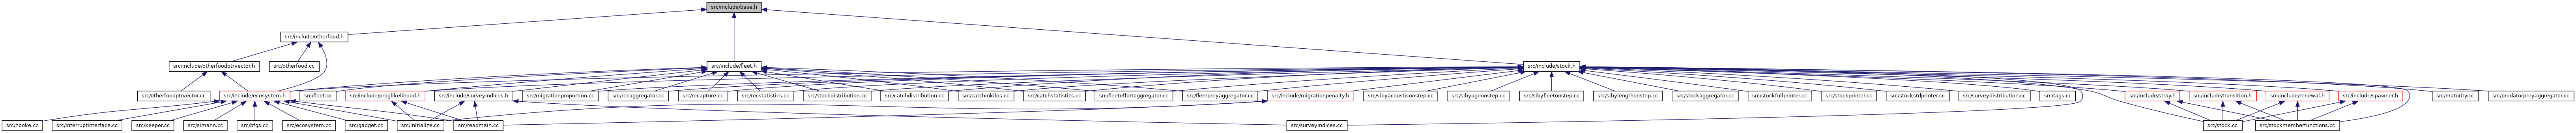 src/include/base.h
src/include/otherfood.h
src/include/otherfoodptrvector.h
src/otherfood.cc
src/include/fleet.h
src/include/stock.h
src/otherfoodptrvector.cc
src/include/ecosystem.h
src/fleet.cc
src/include/proglikelihood.h
src/include/surveyindices.h
src/migrationproportion.cc
src/recaggregator.cc
src/recapture.cc
src/recstatistics.cc
src/stockdistribution.cc
src/catchdistribution.cc
src/catchinkilos.cc
src/catchstatistics.cc
src/fleeteffortaggregator.cc
src/fleetpreyaggregator.cc
src/include/migrationpenalty.h
src/sibyacousticonstep.cc
src/sibyageonstep.cc
src/sibyfleetonstep.cc
src/sibylengthonstep.cc
src/stockaggregator.cc
src/stockfullprinter.cc
src/stockprinter.cc
src/stockstdprinter.cc
src/surveydistribution.cc
src/tags.cc
src/include/stray.h
src/include/transition.h
src/include/renewal.h
src/include/spawner.h
src/maturity.cc
src/predatorpreyaggregator.cc
src/hooke.cc
src/interruptinterface.cc
src/keeper.cc
src/simann.cc
src/bfgs.cc
src/ecosystem.cc
src/gadget.cc
src/initialize.cc
src/readmain.cc
src/surveyindices.cc
src/stock.cc
src/stockmemberfunctions.cc